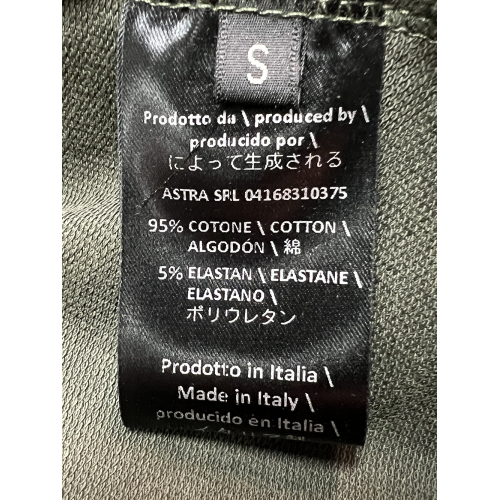 S
Prodotto da \ produced by \
producido por \
によって生成される
ASTRA SRL 04168310375
95% COTONE \ COTTON \
ALGODÓN \ 綿
5% ELASTAN \ ELASTANE \
ELASTANO \
ポリウレタン
Prodotto in Italia \
Made in Italy \
producido en Italia \